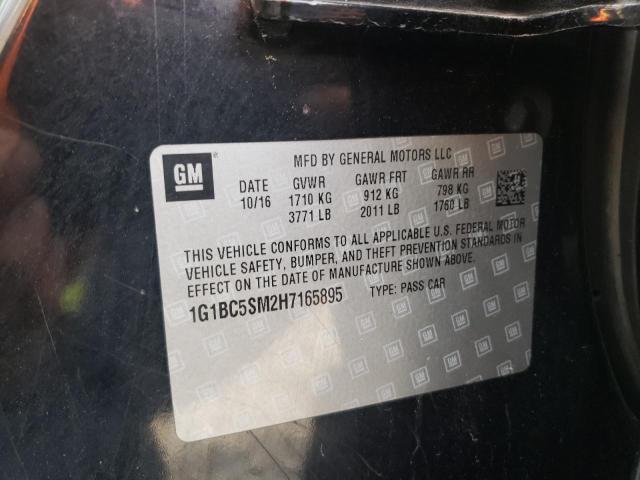 GM
MFD BY GENERAL MOTORS LLC
DATE GVWR GAWR FRT GAWR RR
10/16 1710 KG 912 KG 798 KG
3771 LB 2011 LB 1760 LB
THIS VEHICLE CONFORMS TO ALL APPLICABLE U.S. FEDERAL MOTOR
VEHICLE SAFETY, BUMPER, AND THEFT PREVENTION STANDARDS IN
EFFECT ON THE DATE OF MANUFACTURE SHOWN ABOVE.
1G1BC5SM2H7165895 TYPE: PASS CAR